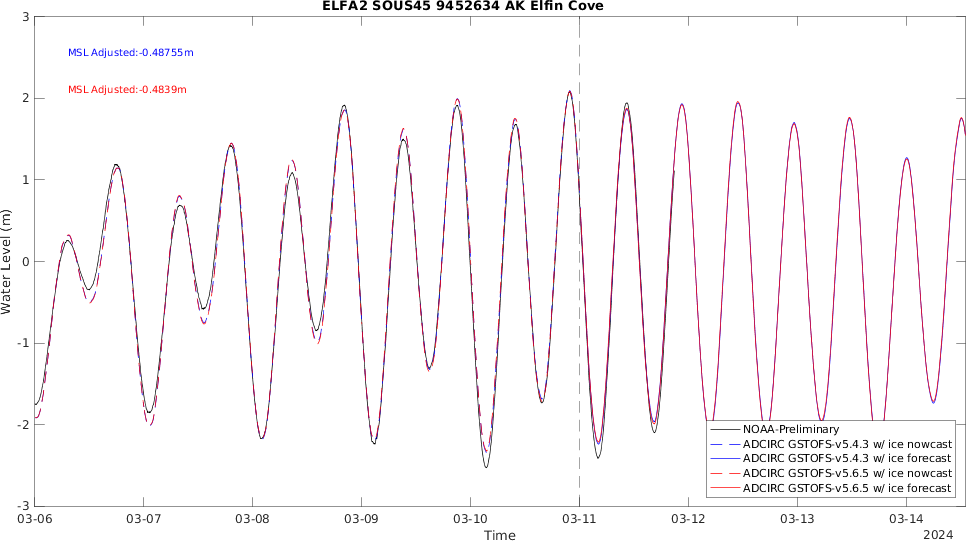 ELFA2 SOUS45 9452634 AK Elfin Cove
3
MSL Adjusted:-0.48755m
MSL Adjusted:-0.4839m
2
1
0
-1
-2
-3
Water Level (m)
NOAA-Preliminary
ADCIRC GSTOFS-v5.4.3 w/ ice nowcast
ADCIRC GSTOFS-v5.4.3 w/ ice forecast
ADCIRC GSTOFS-v5.6.5 w/ ice nowcast
ADCIRC GSTOFS-v5.6.5 w/ ice forecast
03-06 03-07 03-08 03-09 03-10 03-11 03-12 03-13 03-14
Time
2024